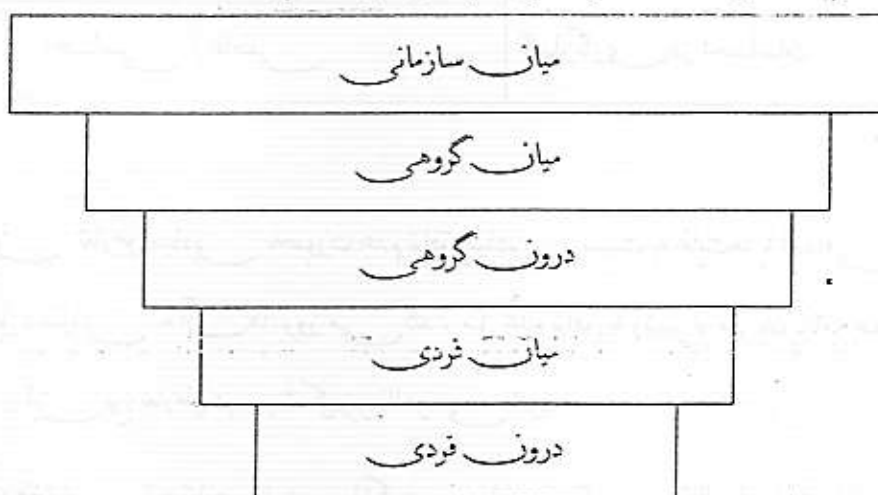 میان سازمانی
میان گروهی
درون گروهی
میان فردی
درون فردی